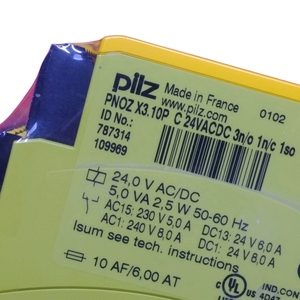 pilz
Made in France
www.pilz.com
0102
PNOZ X3.10P C 24VACDC 3n/o 1n/c 1so
ID No.:
787314
109969
24,0 V AC/DC
5,0 VA 2.5 W 50-60 Hz
AC15: 230 V 5,0 A DC13: 24 V 6,0 A
AC1: 240 V 8,0 A DC1: 24 V 8,0 A
Isum see tech. instructions
10 AF/6,00 AT
IND.CONT